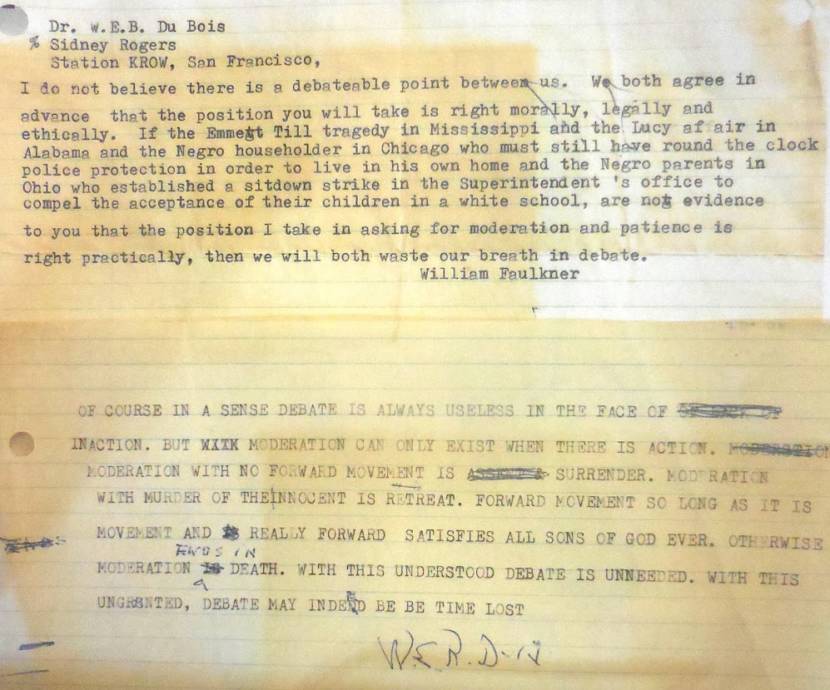 Dr. W.E.B. Du Bois
% Sidney Rogers
Station KROW, San Francisco,
I do not believe there is a debateable point between us. We both agree in
advance that the position you will take is right morally, legally and
ethically. If the Emmett Till tragedy in Mississippi and the Lucy af air in
Alabama and the Negro householder in Chicago who must still have round the clock
police protection in order to live in his own home and the Negro parents in
Ohio who established a sitdown strike in the Superintendent 's office to
compel the acceptance of their children in a white school, are not evidence
to you that the position I take in asking for moderation and patience is
right practically, then we will both waste our breath in debate.
William Faulkner
OF COURSE IN A SENSE DEBATE IS ALWAYS USELESS IN THE FACE OF
INACTION. BUT MODERATION CAN ONLY EXIST WHEN THERE IS ACTION.
MODERATION WITH NO FORWARD MOVEMENT IS SURRENDER. MODERATION
WITH MURDER OF THE INNOCENT IS RETREAT. FORWARD MOVEMENT SO LONG AS IT IS
MOVEMENT AND IS REALLY FORWARD SATISFIES ALL SONS OF GOD EVER. OTHERWISE
ENDS IN
MODERATION DEATH. WITH THIS UNDERSTOOD DEBATE IS UNNEEDED. WITH THIS
a
UNGRSNTED, DEBATE MAY INDEED BE BE TIME LOST
W.E.B. D-B